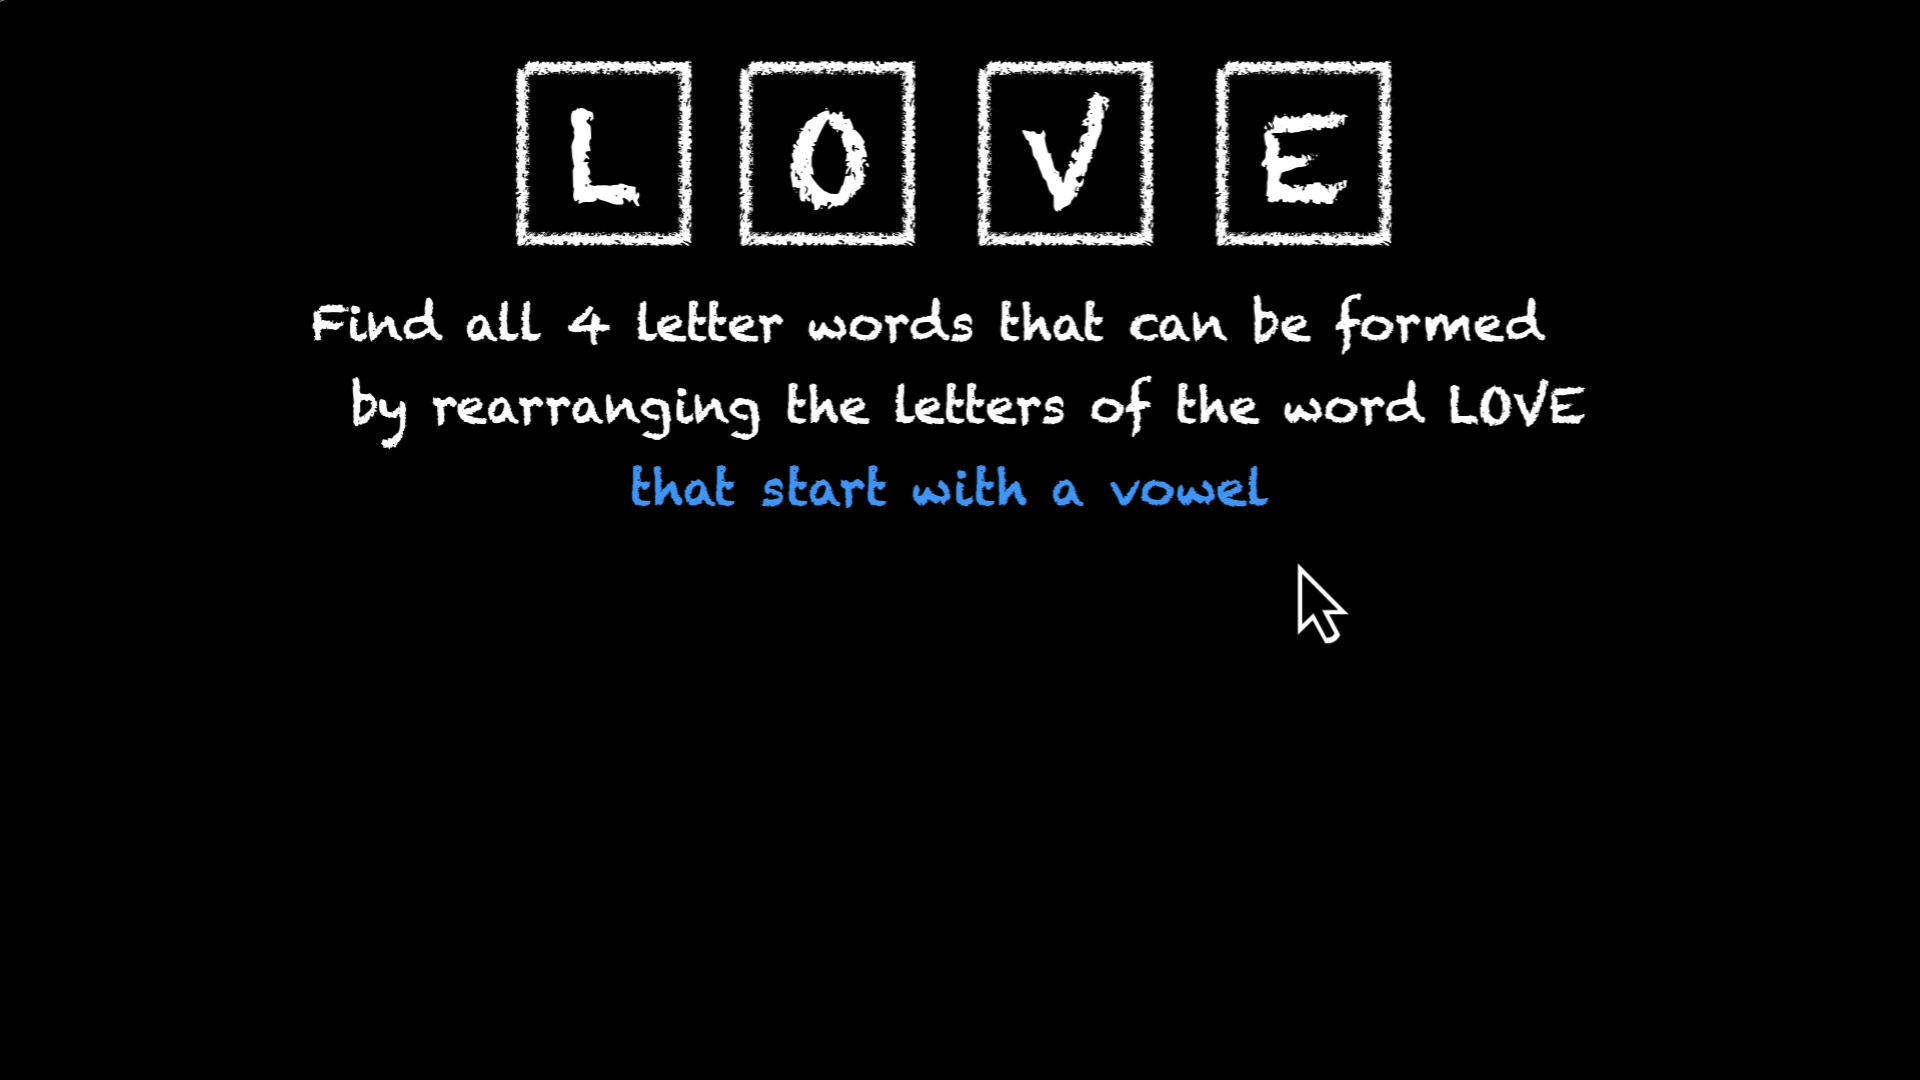 L O V E
Find all 4 letter words that can be formed
by rearranging the letters of the word LOVE
that start with a vowel